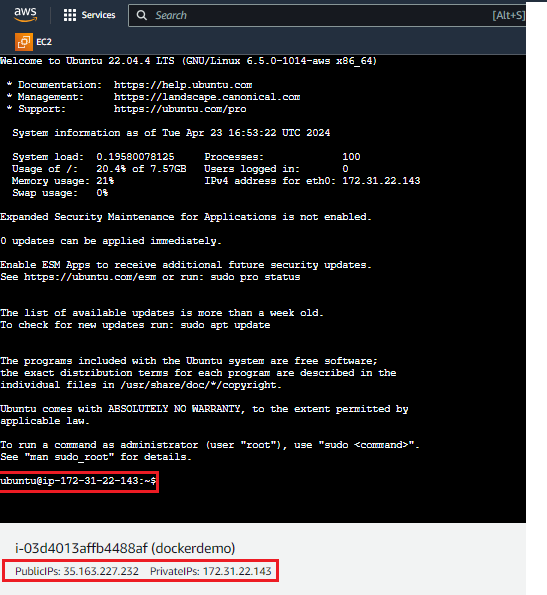 aws
Services
Search
[Alt+S]
EC2
Welcome to Ubuntu 22.04.4 LTS (GNU/Linux 6.5.0-1014-aws x86_64)
* Documentation:  https://help.ubuntu.com
* Management:     https://landscape.canonical.com
* Support:        https://ubuntu.com/pro
System information as of Tue Apr 23 16:53:22 UTC 2024
System load:  0.19580078125     Processes:             100
Usage of /:   20.4% of 7.57GB   Users logged in:       0
Memory usage: 21%               IPv4 address for eth0: 172.31.22.143
Swap usage:   0%
Expanded Security Maintenance for Applications is not enabled.
0 updates can be applied immediately.
Enable ESM Apps to receive additional future security updates.
See https://ubuntu.com/esm or run: sudo pro status
The list of available updates is more than a week old.
To check for new updates run: sudo apt update
The programs included with the Ubuntu system are free software;
the exact distribution terms for each program are described in the
individual files in /usr/share/doc/*/copyright.
Ubuntu comes with ABSOLUTELY NO WARRANTY, to the extent permitted by
applicable law.
To run a command as administrator (user "root"), use "sudo <command>".
See "man sudo_root" for details.
ubuntu@ip-172-31-22-143:~$
i-03d4013affb4488af (dockerdemo)
PublicIPs: 35.163.227.232   PrivateIPs: 172.31.22.143